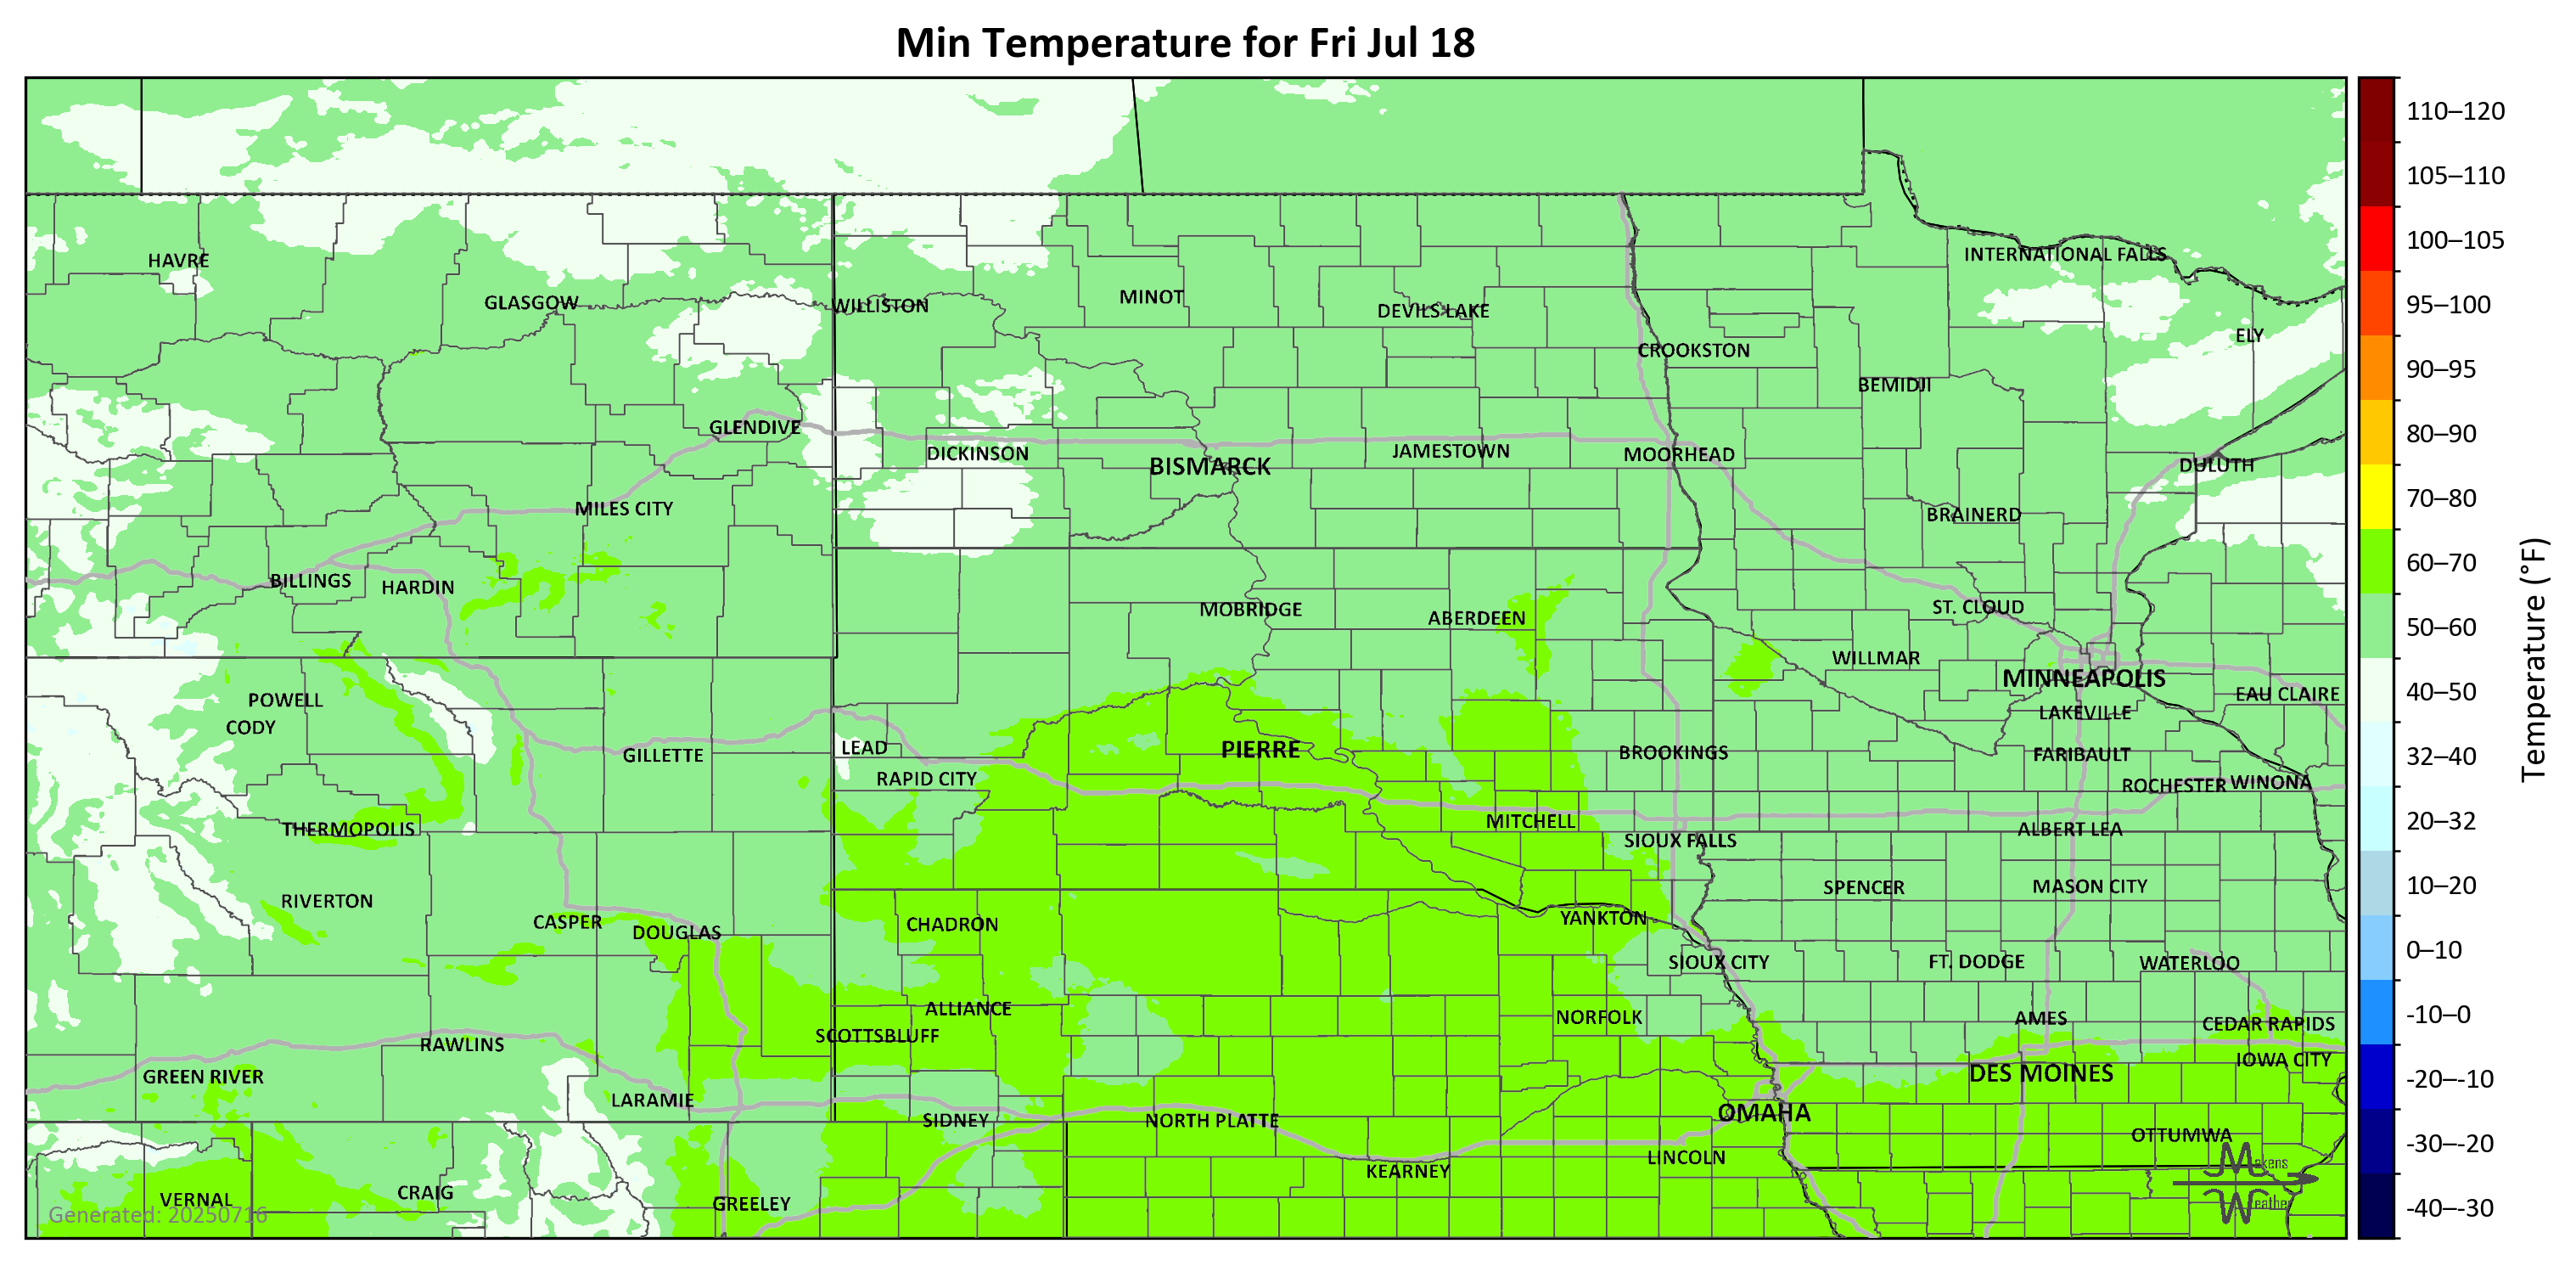 Min Temperature for Fri Jul 18
HAVRE
GLASGOW
WILLISTON
MINOT
DEVILS LAKE
INTERNATIONAL FALLS
CROOKSTON
BEMIDJI
ELY
GLENDIVE
DICKINSON
BISMARCK
JAMESTOWN
MOORHEAD
DULUTH
MILES CITY
BRAINERD
BILLINGS
HARDIN
MOBRIDGE
ABERDEEN
ST. CLOUD
WILLMAR
MINNEAPOLIS
EAU CLAIRE
POWELL
CODY
LAKEVILLE
GILLETTE
LEAD
RAPID CITY
PIERRE
BROOKINGS
FARIBAULT
ROCHESTER
WINONA
THERMOPOLIS
MITCHELL
SIOUX FALLS
ALBERT LEA
RIVERTON
CASPER
DOUGLAS
CHADRON
YANKTON
SPENCER
MASON CITY
SIOUX CITY
FT. DODGE
WATERLOO
ALLIANCE
SCOTTSBLUFF
NORFOLK
AMES
CEDAR RAPIDS
RAWLINS
GREEN RIVER
LARAMIE
SIDNEY
NORTH PLATTE
OMAHA
DES MOINES
IOWA CITY
VERNAL
CRAIG
GREELEY
KEARNEY
LINCOLN
OTTUMWA
Makens
Weather
Generated: 20250716
110–120
105–110
100–105
95–100
90–95
80–90
70–80
60–70
50–60
40–50
32–40
20–32
10–20
0–10
-10–0
-20–-10
-30–-20
-40–-30
Temperature (°F)